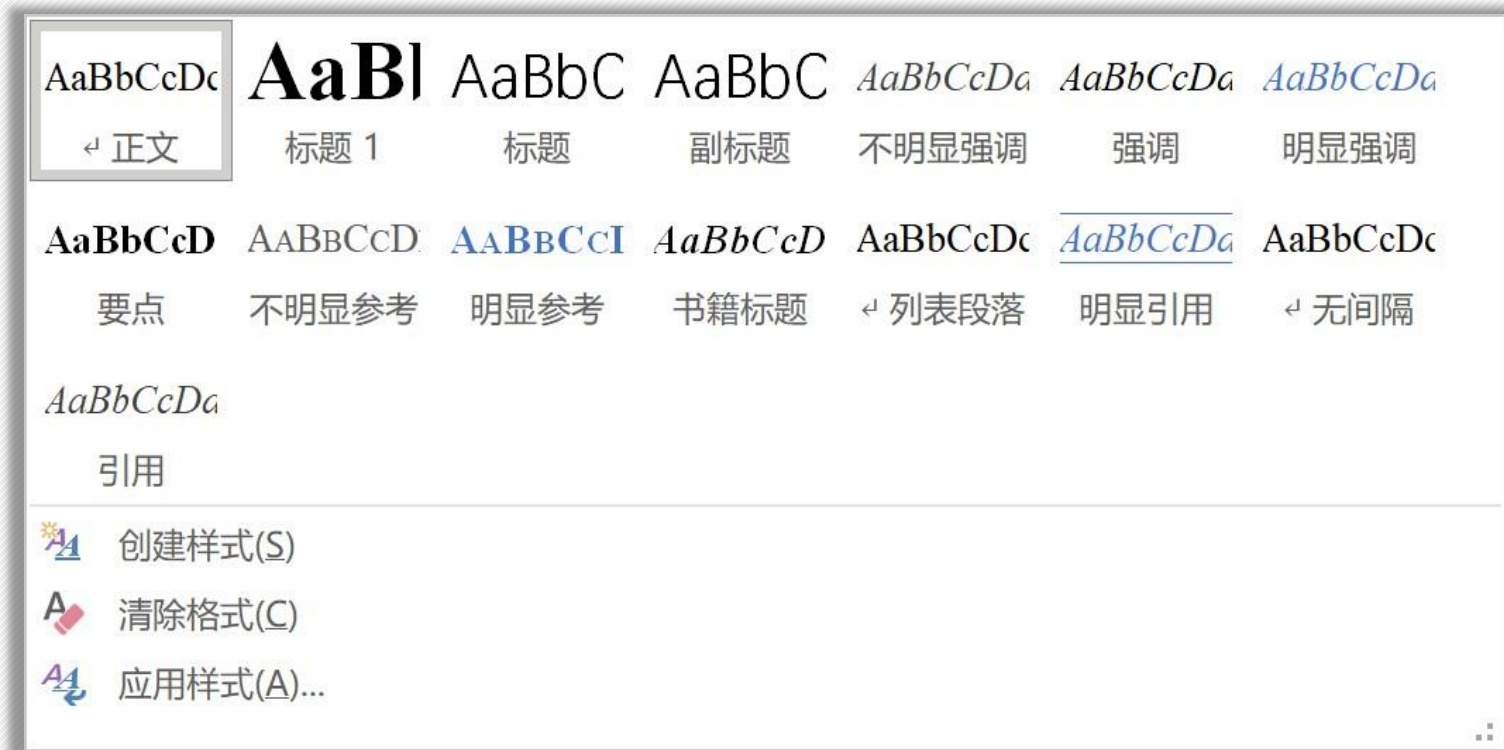 AaBbCcDc AaBl AaBbC AaBbC AaBbCcDa AaBbCcDa AaBbCcDa
↵ 正文 标题 1 标题 副标题 不明显强调 强调 明显强调
AaBbCcD AABBCCD AABBCCI AaBbCcD AaBbCcDc AaBbCcDa AaBbCcDc
要点 不明显参考 明显参考 书籍标题 ↵ 列表段落 明显引用 ↵ 无间隔
AaBbCcDa
引用
创建样式(S)
清除格式(C)
应用样式(A)...